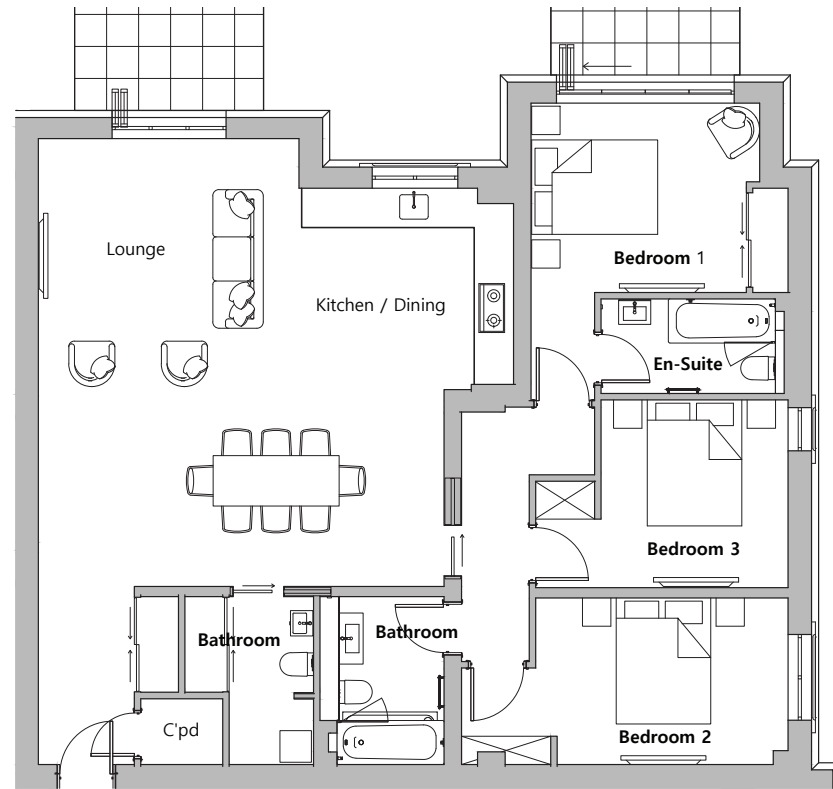 Lounge
Bedroom 1
Kitchen / Dining
En-Suite
Bedroom 3
Bathroom
Bathroom
C'pd
Bedroom 2